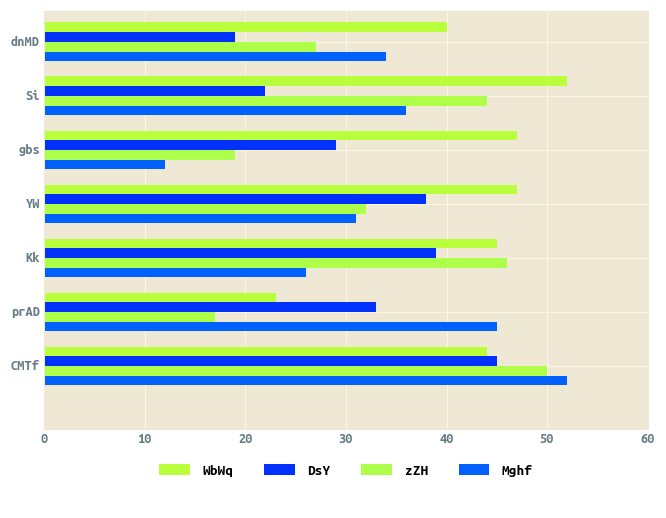 dnMD
Si
gbs
YW
Kk
prAD
CMTf
0 10 20 30 40 50 60
WbWq DsY zZH Mghf